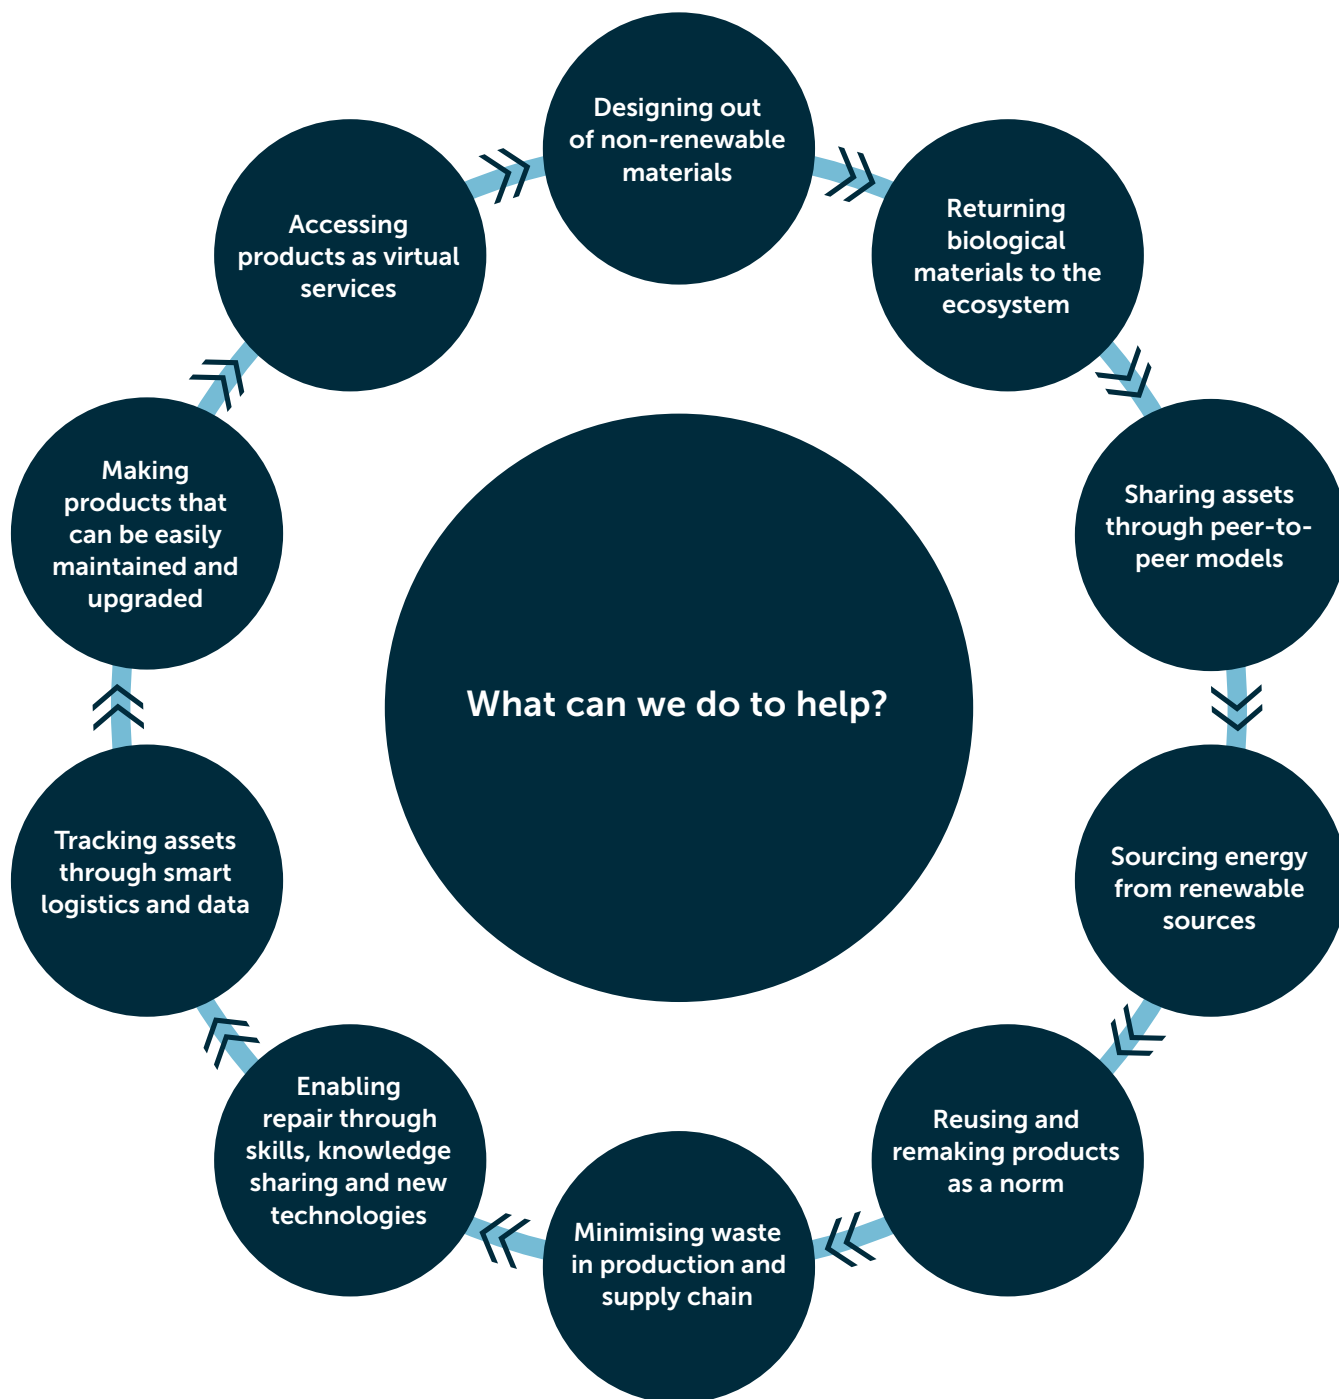 Designing out
of non-renewable
materials
Returning
biological
materials to the
ecosystem
Sharing assets
through peer-to-
peer models
Sourcing energy
from renewable
sources
Reusing and
remaking products
as a norm
Minimising waste
in production and
supply chain
Enabling
repair through
skills, knowledge
sharing and new
technologies
Tracking assets
through smart
logistics and data
Making
products that
can be easily
maintained and
upgraded
Accessing
products as virtual
services
What can we do to help?